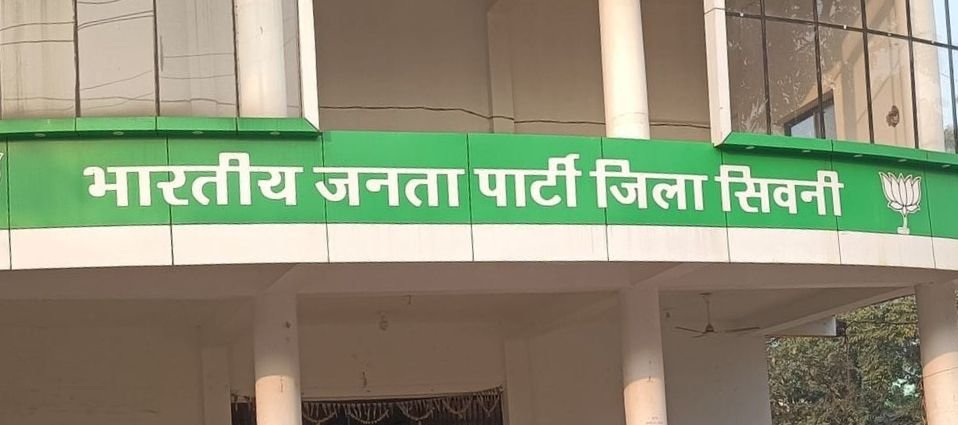 भारतीय जनता पार्टी जिला सिवनी